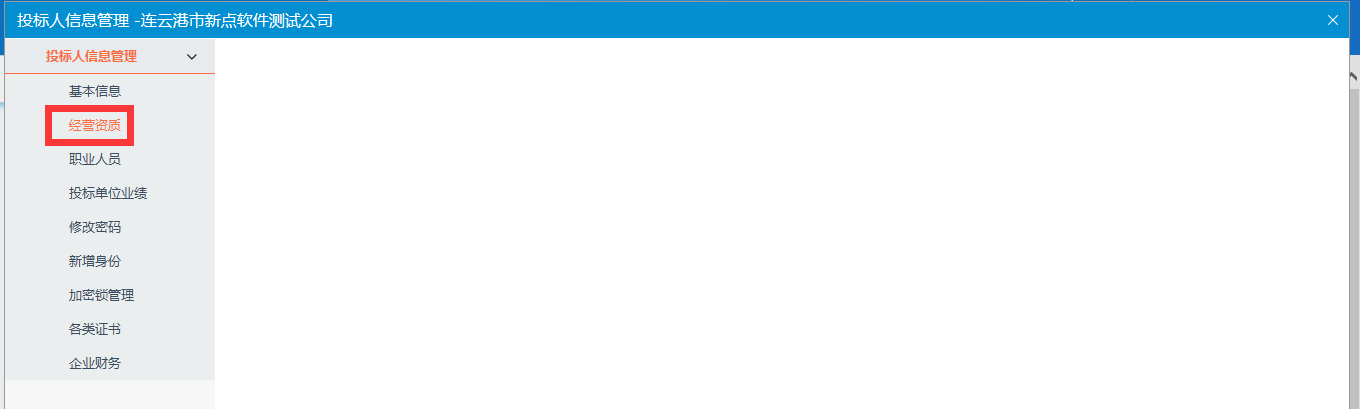 投标人信息管理 -连云港市新点软件测试公司
投标人信息管理
基本信息
经营资质
职业人员
投标单位业绩
修改密码
新增身份
加密锁管理
各类证书
企业财务